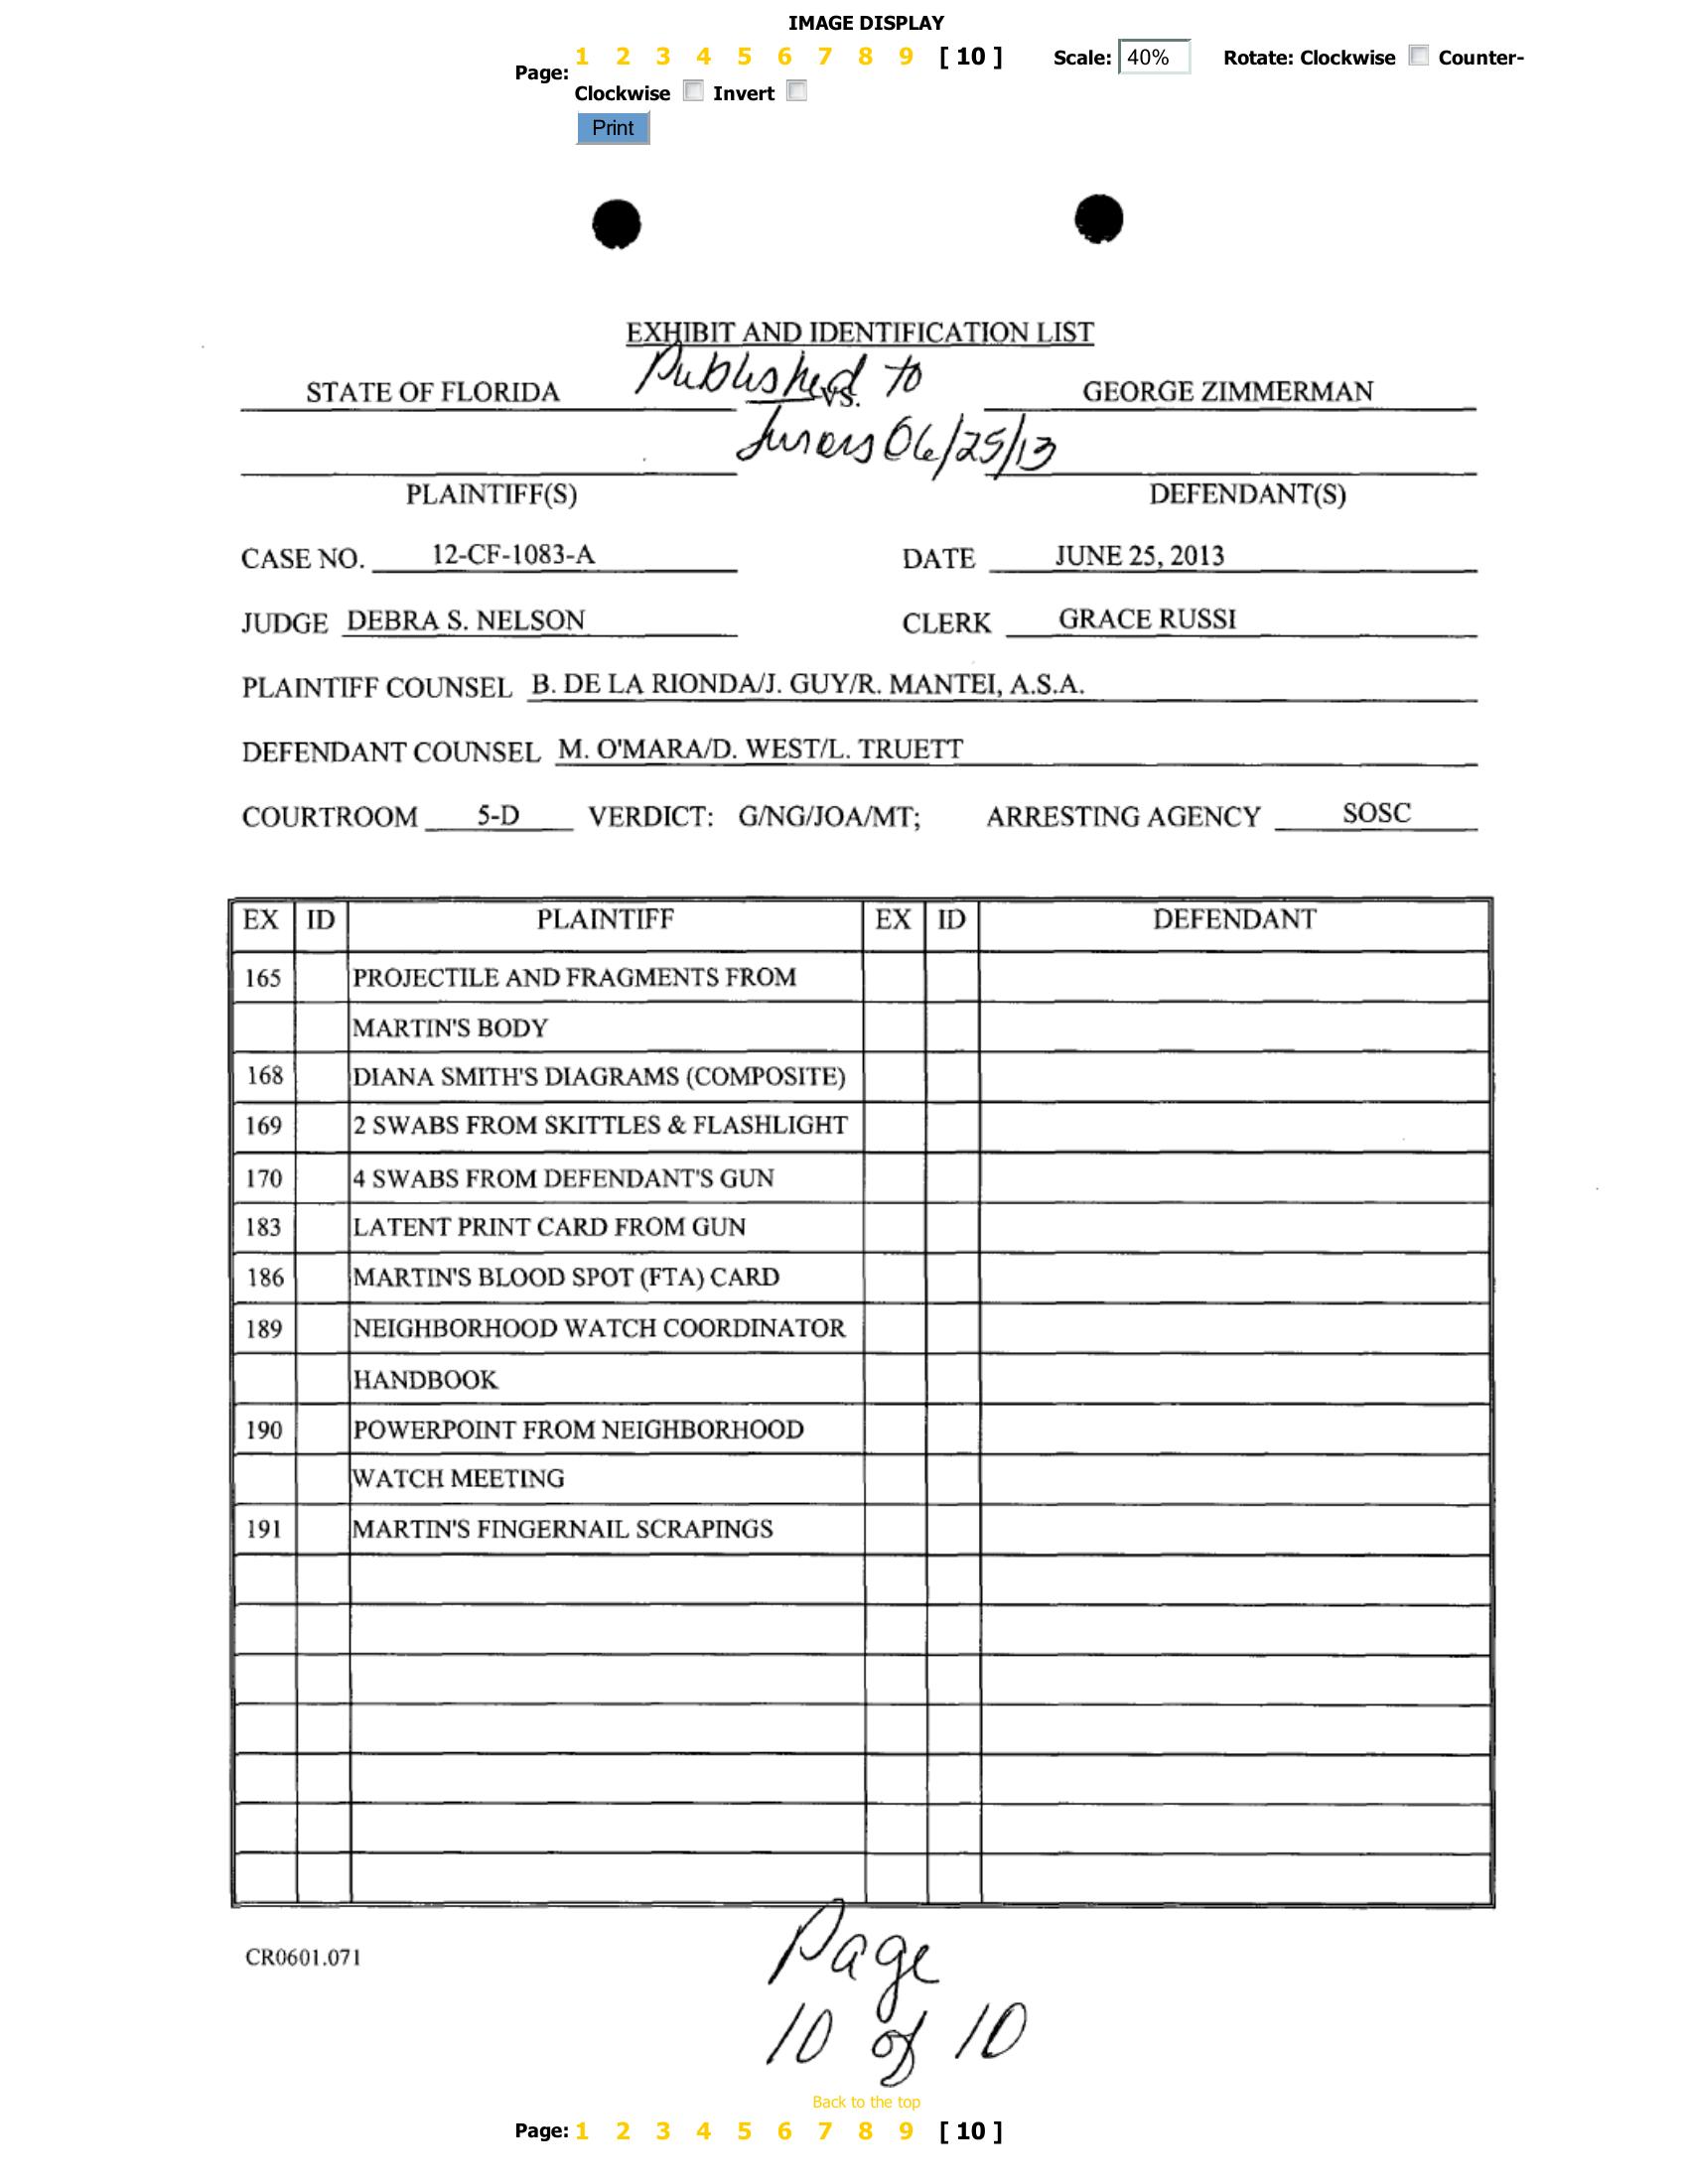 IMAGE DISPLAY
Page: 1 2 3 4 5 6 7 8 9 [ 10 ] Scale: 40% Rotate: Clockwise Counter-
Clockwise Invert
Print
EXHIBIT AND IDENTIFICATION LIST
Published to
STATE OF FLORIDA VS. GEORGE ZIMMERMAN
Jurors 06/25/13
PLAINTIFF(S) DEFENDANT(S)
CASE NO. 12-CF-1083-A DATE JUNE 25, 2013
JUDGE DEBRA S. NELSON CLERK GRACE RUSSI
PLAINTIFF COUNSEL B. DE LA RIONDA/J. GUY/R. MANTEI, A.S.A.
DEFENDANT COUNSEL M. O'MARA/D. WEST/L. TRUETT
COURTROOM 5-D VERDICT: G/NG/JOA/MT; ARRESTING AGENCY SOSC
EX ID PLAINTIFF EX ID DEFENDANT
165 PROJECTILE AND FRAGMENTS FROM
MARTIN'S BODY
168 DIANA SMITH'S DIAGRAMS (COMPOSITE)
169 2 SWABS FROM SKITTLES & FLASHLIGHT
170 4 SWABS FROM DEFENDANT'S GUN
183 LATENT PRINT CARD FROM GUN
186 MARTIN'S BLOOD SPOT (FTA) CARD
189 NEIGHBORHOOD WATCH COORDINATOR
HANDBOOK
190 POWERPOINT FROM NEIGHBORHOOD
WATCH MEETING
191 MARTIN'S FINGERNAIL SCRAPINGS
CR0601.071
Page
10 of 10
Back to the top
Page: 1 2 3 4 5 6 7 8 9 [ 10 ]